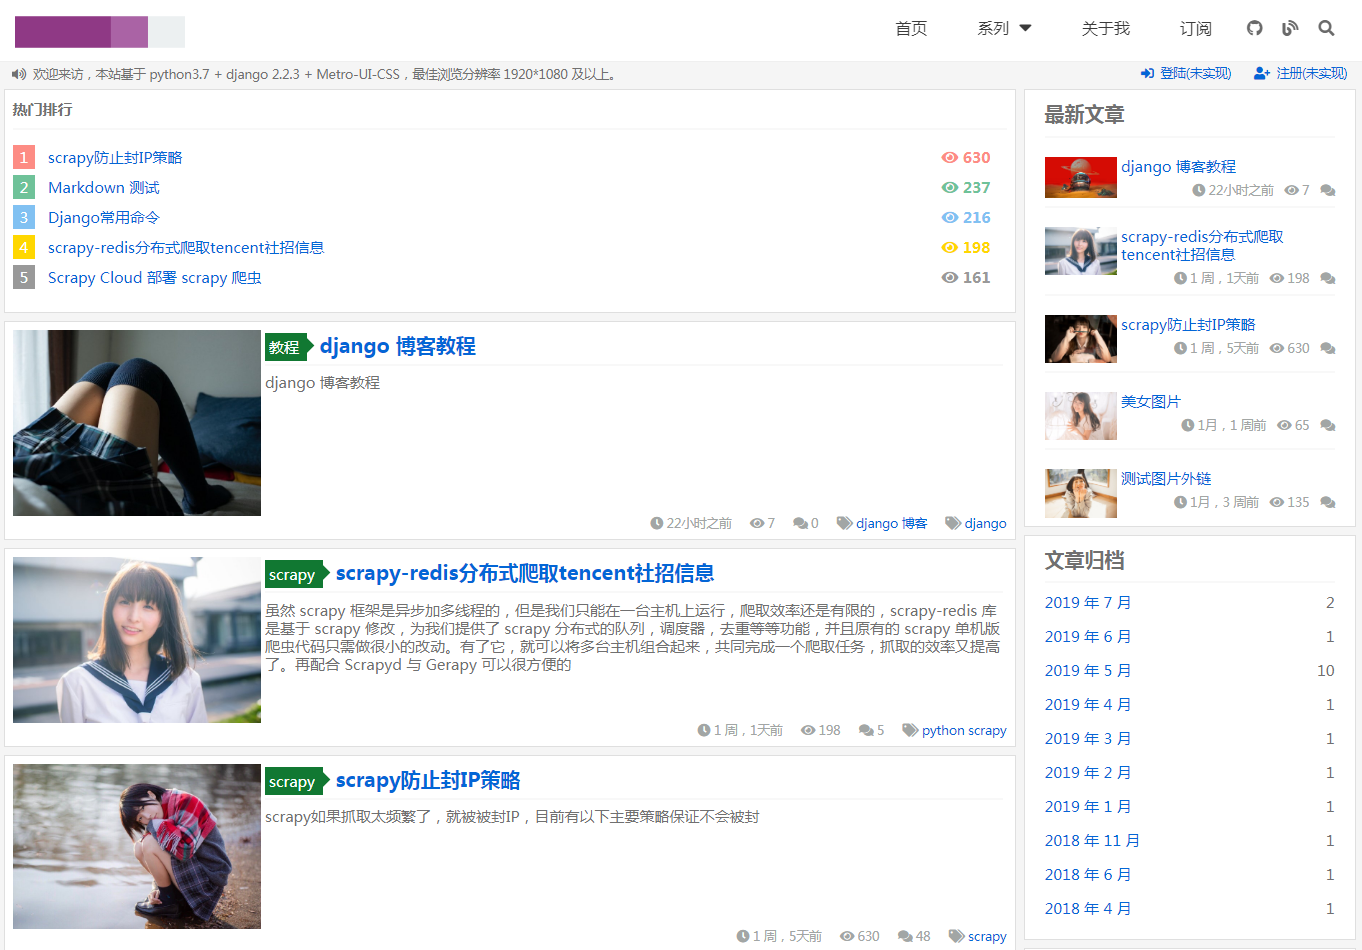 首页 系列 关于我 订阅
欢迎来访，本站基于 python3.7 + django 2.2.3 + Metro-UI-CSS，最佳浏览分辨率 1920*1080 及以上。 登陆(未实现) 注册(未实现)
热门排行
1 scrapy防止封IP策略 630
2 Markdown 测试 237
3 Django常用命令 216
4 scrapy-redis分布式爬取tencent社招信息 198
5 Scrapy Cloud 部署 scrapy 爬虫 161
教程 django 博客教程
django 博客教程
22小时之前 7 0 django 博客 django
scrapy scrapy-redis分布式爬取tencent社招信息
虽然 scrapy 框架是异步加多线程的，但是我们只能在一台主机上运行，爬取效率还是有限的，scrapy-redis 库
是基于 scrapy 修改，为我们提供了 scrapy 分布式的队列，调度器，去重等等功能，并且原有的 scrapy 单机版
爬虫代码只需做很小的改动。有了它，就可以将多台主机组合起来，共同完成一个爬取任务，抓取的效率又提高
了。再配合 Scrapyd 与 Gerapy 可以很方便的
1 周，1天前 198 5 python scrapy
scrapy scrapy防止封IP策略
scrapy如果抓取太频繁了，就被被封IP，目前有以下主要策略保证不会被封
1 周，5天前 630 48 scrapy
最新文章
django 博客教程
22小时之前 7
scrapy-redis分布式爬取
tencent社招信息
1 周，1天前 198
scrapy防止封IP策略
1 周，5天前 630
美女图片
1月，1 周前 65
测试图片外链
1月，3 周前 135
文章归档
2019 年 7 月 2
2019 年 6 月 1
2019 年 5 月 10
2019 年 4 月 1
2019 年 3 月 1
2019 年 2 月 1
2019 年 1 月 1
2018 年 11 月 1
2018 年 6 月 1
2018 年 4 月 1